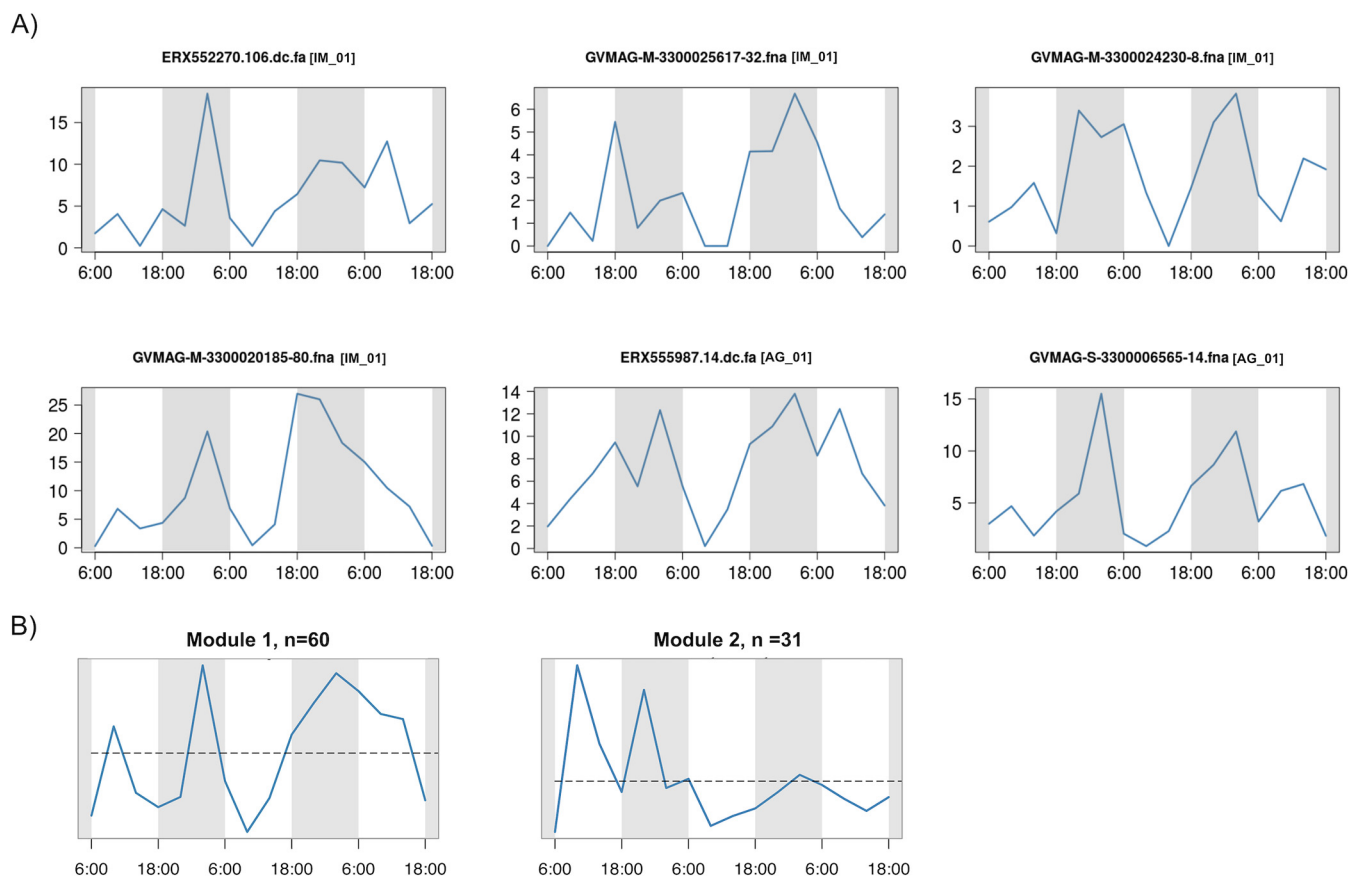 A)
ERX552270.106.dc.fa [IM_01]
GVMAG-M-3300025617-32.fna [IM_01]
GVMAG-M-3300024230-8.fna [IM_01]
15
10
5
0
6:00 18:00 6:00 18:00 6:00 18:00
6
5
4
3
2
1
0
6:00 18:00 6:00 18:00 6:00 18:00
3
2
1
0
6:00 18:00 6:00 18:00 6:00 18:00
GVMAG-M-3300020185-80.fna [IM_01]
ERX555987.14.dc.fa [AG_01]
GVMAG-S-3300006565-14.fna [AG_01]
25
20
15
10
5
0
6:00 18:00 6:00 18:00 6:00 18:00
14
12
10
8
6
4
2
0
6:00 18:00 6:00 18:00 6:00 18:00
15
10
5
6:00 18:00 6:00 18:00 6:00 18:00
B)
Module 1, n=60
Module 2, n =31
6:00 18:00 6:00 18:00 6:00 18:00
6:00 18:00 6:00 18:00 6:00 18:00